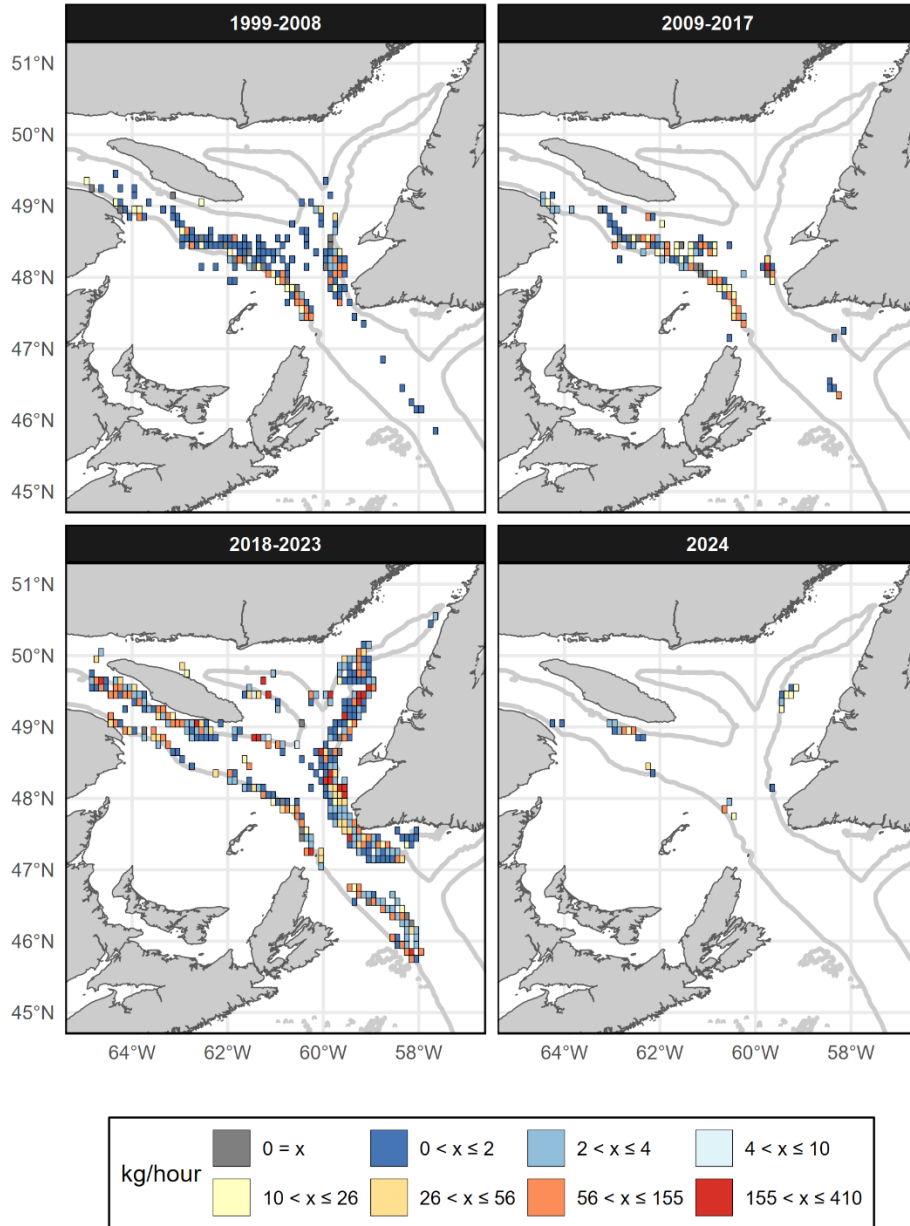 1999-2008
2009-2017
51°N
50°N
49°N
48°N
47°N
46°N
45°N
2018-2023
2024
51°N
50°N
49°N
48°N
47°N
46°N
45°N
64°W 62°W 60°W 58°W 64°W 62°W 60°W 58°W
kg/hour
0 = x
0 < x ≤ 2
2 < x ≤ 4
4 < x ≤ 10
10 < x ≤ 26
26 < x ≤ 56
56 < x ≤ 155
155 < x ≤ 410